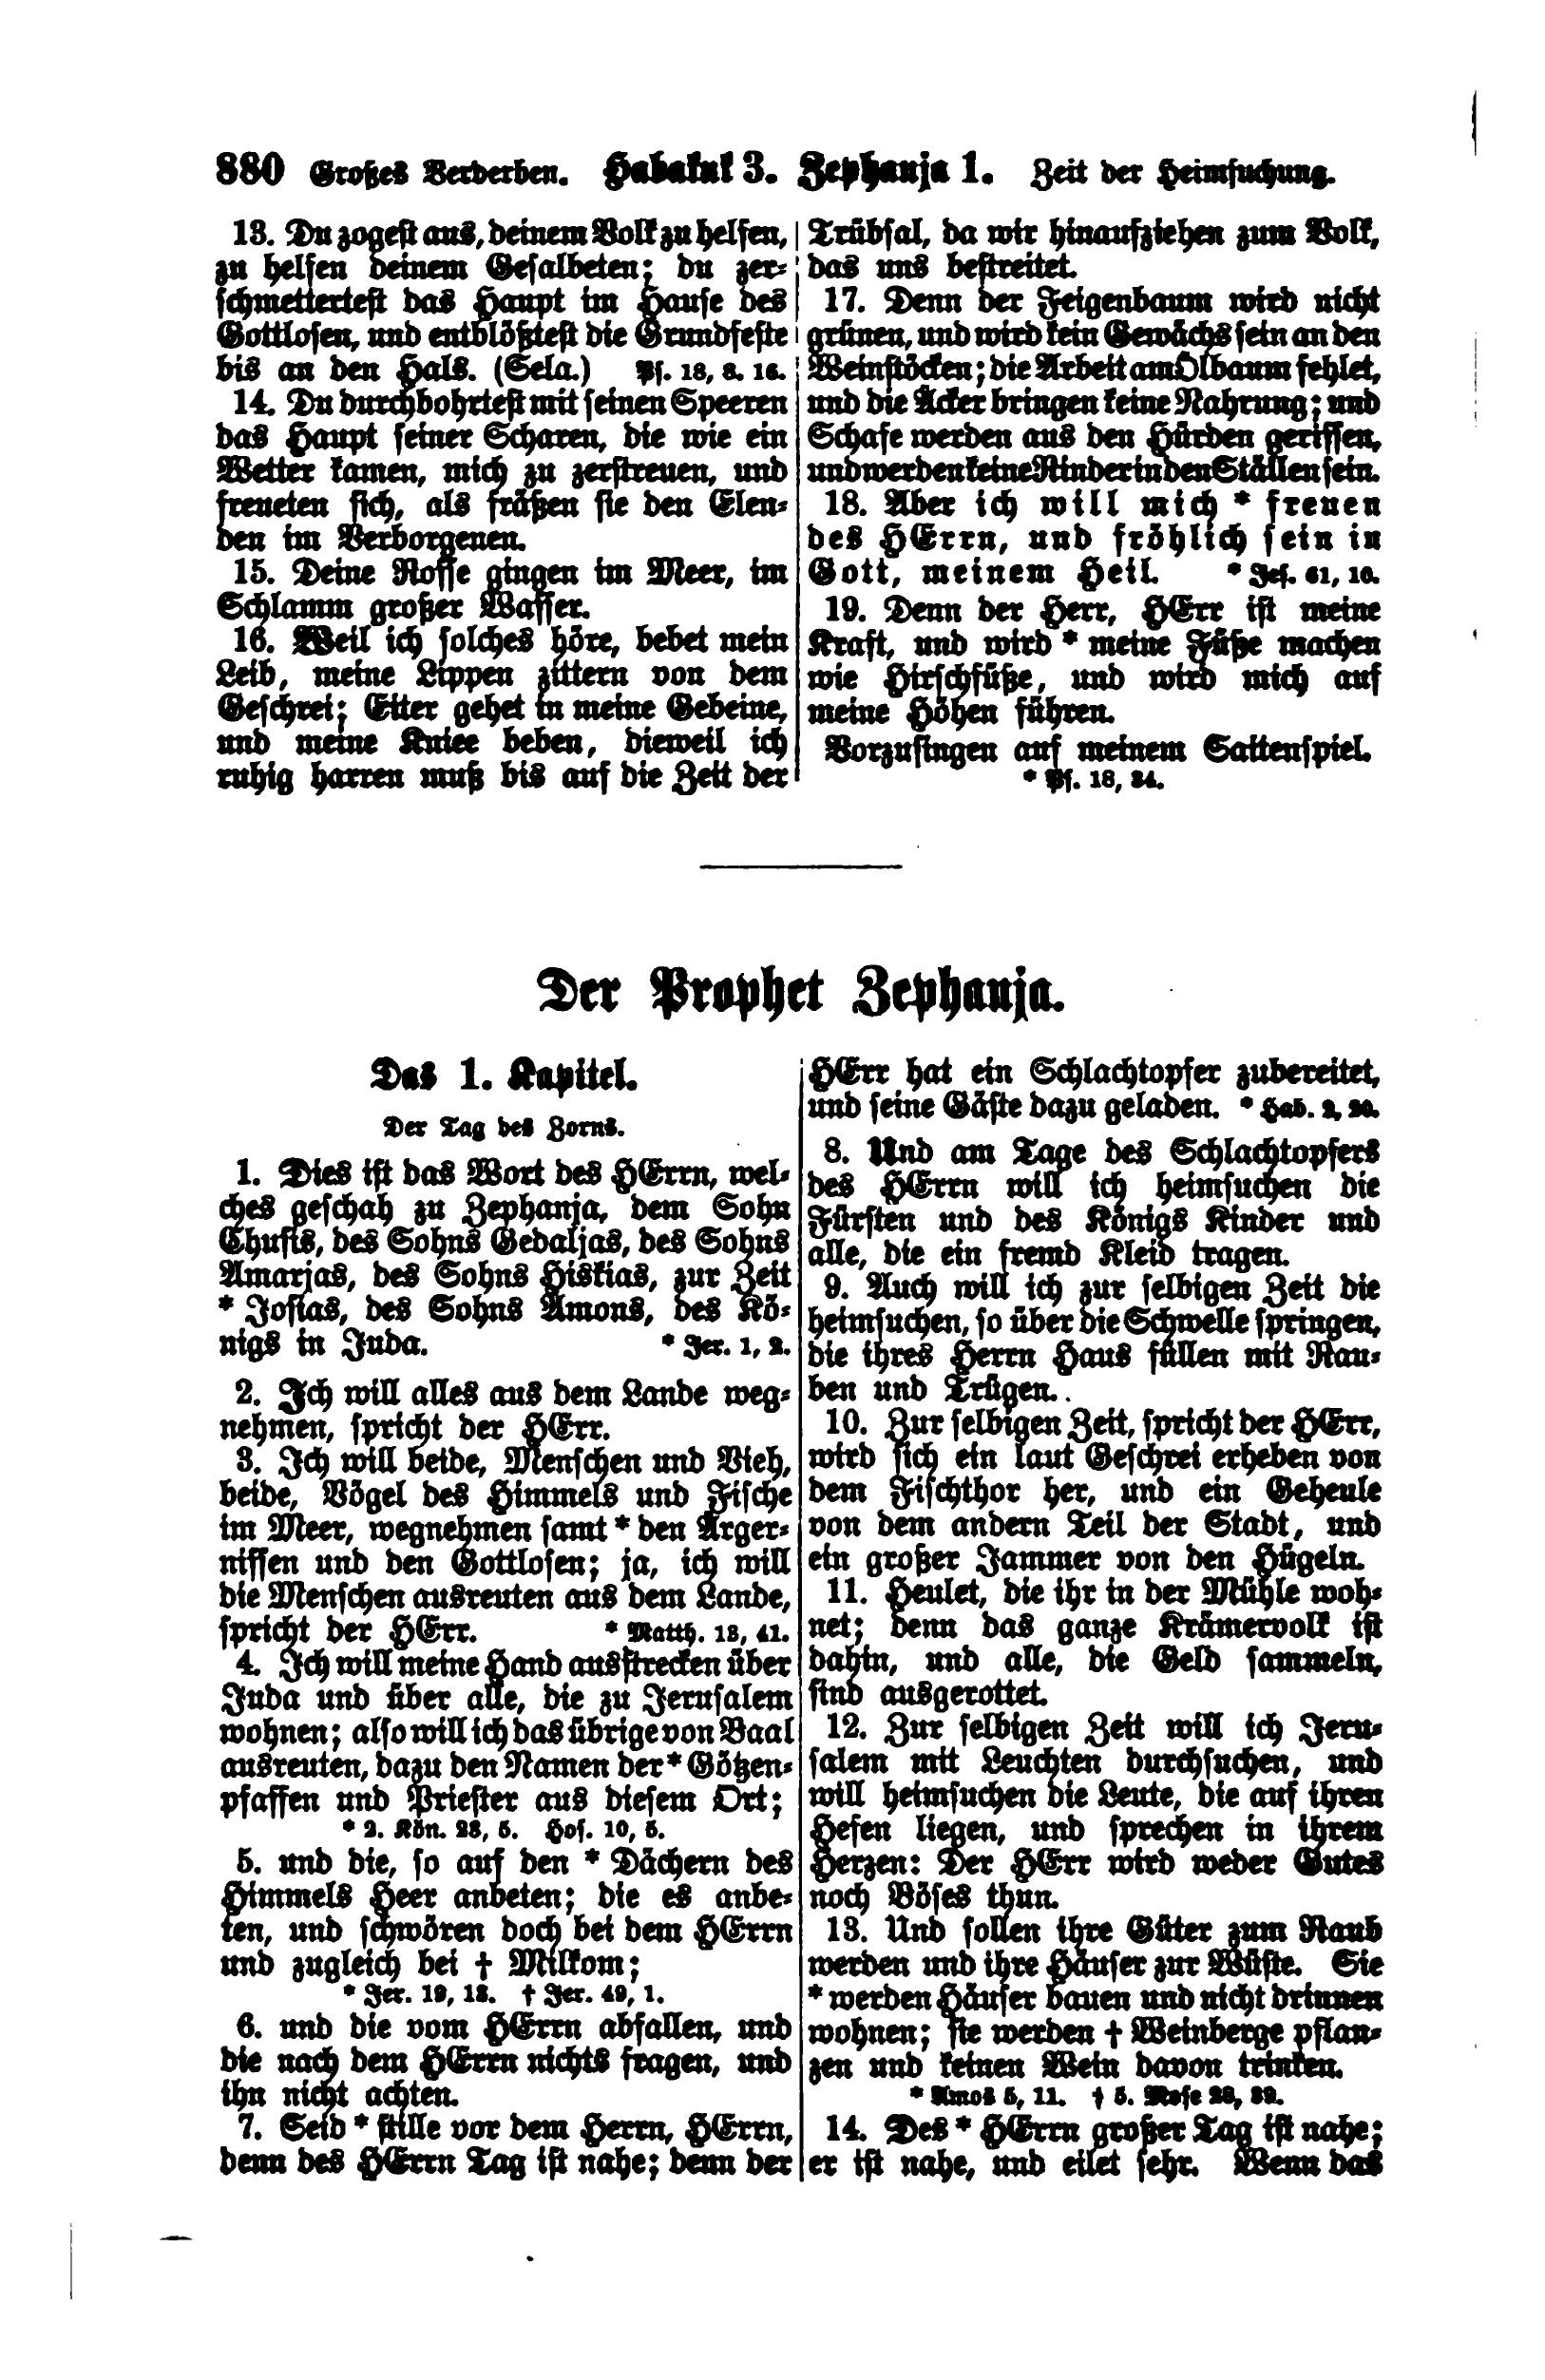 880 Großes Verderben. Habakuk 3. Zephanja 1. Zeit der Heimsuchung.
13. Du zogest aus, deinem Volk zu helfen,
zu helfen deinem Gesalbeten; du zer-
schmettertest das Haupt im Hause des
Gottlosen, und entblößtest die Grundfeste
bis an den Hals. (Sela.) Ps. 18, 8. 16.
14. Du durchbohrtest mit seinen Speeren
das Haupt seiner Scharen, die wie ein
Wetter kamen, mich zu zerstreuen, und
freueten sich, als fräßen sie den Elen-
den im Verborgenen.
15. Deine Rosse gingen im Meer, im
Schlamm großer Wasser.
16. Weil ich solches höre, bebet mein
Leib, meine Lippen zittern von dem
Geschrei; Eiter gehet in meine Gebeine,
und meine Kniee beben, dieweil ich
ruhig harren muß bis auf die Zeit der
Trübsal, da wir hinaufziehen zum Volk,
das uns bestreitet.
17. Denn der Feigenbaum wird nicht
grünen, und wird kein Gewächs sein an den
Weinstöcken; die Arbeit am Ölbaum fehlet,
und die Äcker bringen keine Nahrung; und
Schafe werden aus den Hürden gerissen,
und werden keine Rinder in den Ställen sein.
18. Aber ich will mich * freuen
des HErrn, und fröhlich sein in
Gott, meinem Heil. * Jes. 61, 10.
19. Denn der Herr, HErr ist meine
Kraft, und wird * meine Füße machen
wie Hirschfüße, und wird mich auf
meine Höhen führen.
Vorzusingen auf meinem Saitenspiel.
* Ps. 18, 34.
Der Prophet Zephanja.
Das 1. Kapitel.
Der Tag des Zorns.
1. Dies ist das Wort des HErrn, wel-
ches geschah zu Zephanja, dem Sohn
Chusis, des Sohns Gedaljas, des Sohns
Amarjas, des Sohns Hiskias, zur Zeit
* Josias, des Sohns Amons, des Kö-
nigs in Juda. * Jer. 1, 2.
2. Ich will alles aus dem Lande weg-
nehmen, spricht der HErr.
3. Ich will beide, Menschen und Vieh,
beide, Vögel des Himmels und Fische
im Meer, wegnehmen samt * den Ärger-
nissen und den Gottlosen; ja, ich will
die Menschen ausreuten aus dem Lande,
spricht der HErr. * Matth. 13, 41.
4. Ich will meine Hand ausstrecken über
Juda und über alle, die zu Jerusalem
wohnen; also will ich das übrige von Baal
ausreuten, dazu den Namen der * Götzen-
pfaffen und Priester aus diesem Ort;
* 2. Kön. 23, 5. Hos. 10, 5.
5. und die, so auf den * Dächern des
Himmels Heer anbeten; die es anbe-
ten, und schwören doch bei dem HErrn
und zugleich bei † Milkom;
* Jer. 19, 13. † Jer. 49, 1.
6. und die vom HErrn abfallen, und
die nach dem HErrn nichts fragen, und
ihn nicht achten.
7. Seid * stille vor dem Herrn, HErrn,
denn des HErrn Tag ist nahe; denn der
HErr hat ein Schlachtopfer zubereitet,
und seine Gäste dazu geladen. * Hab. 2, 20.
8. Und am Tage des Schlachtopfers
des HErrn will ich heimsuchen die
Fürsten und des Königs Kinder und
alle, die ein fremd Kleid tragen.
9. Auch will ich zur selbigen Zeit die
heimsuchen, so über die Schwelle springen,
die ihres Herrn Haus füllen mit Rau-
ben und Trügen.
10. Zur selbigen Zeit, spricht der HErr,
wird sich ein laut Geschrei erheben von
dem Fischthor her, und ein Geheule
von dem andern Teil der Stadt, und
ein großer Jammer von den Hügeln.
11. Heulet, die ihr in der Mühle woh-
net; denn das ganze Krämervolk ist
dahin, und alle, die Geld sammeln,
sind ausgerottet.
12. Zur selbigen Zeit will ich Jeru-
salem mit Leuchten durchsuchen, und
will heimsuchen die Leute, die auf ihren
Hefen liegen, und sprechen in ihrem
Herzen: Der HErr wird weder Gutes
noch Böses thun.
13. Und sollen ihre Güter zum Raub
werden und ihre Häuser zur Wüste. Sie
* werden Häuser bauen und nicht drinnen
wohnen; sie werden † Weinberge pflan-
zen und keinen Wein davon trinken.
* Amos 5, 11. † 5. Mose 28, 39.
14. Des * HErrn großer Tag ist nahe;
er ist nahe, und eilet sehr. Wenn das